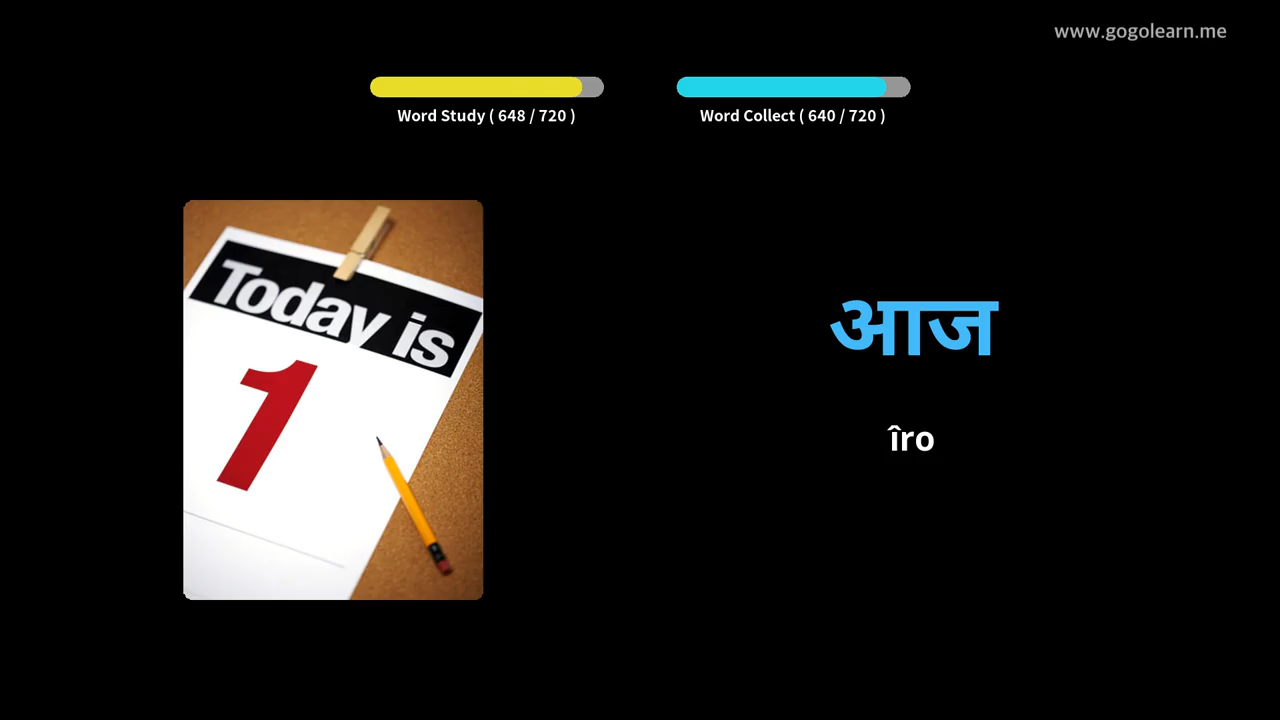 www.gogolearn.me
Word Study ( 648 / 720 )
Word Collect ( 640 / 720 )
Today is
1
आज
îro